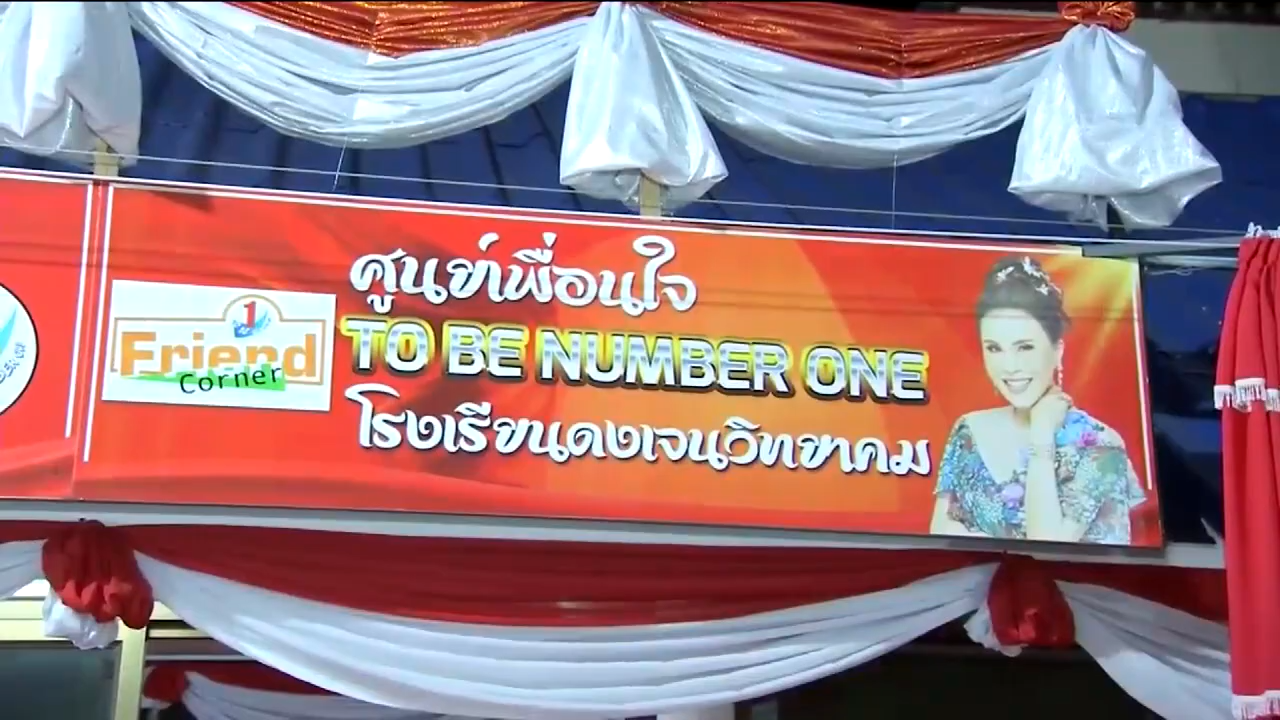 1
Friend
Corner
ศูนย์เพื่อนใจ
TO BE NUMBER ONE
โรงเรียนดงเจนวิทยาคม